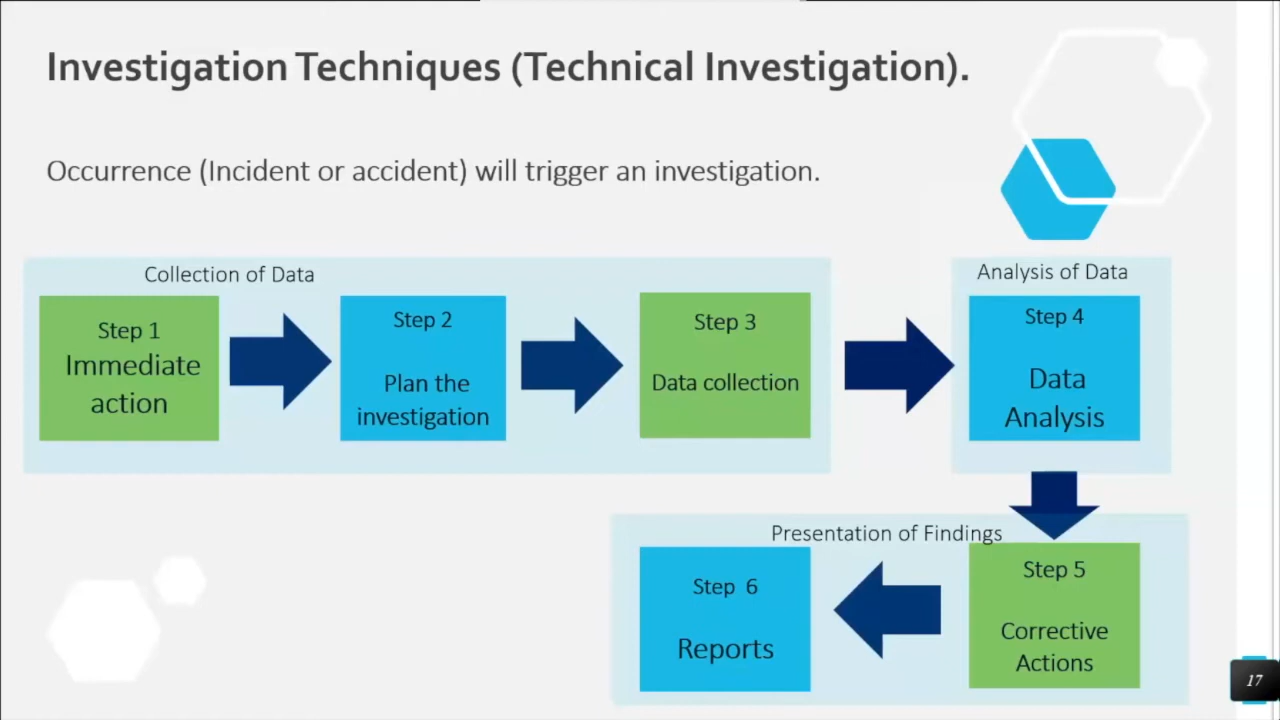 Investigation Techniques (Technical Investigation).
Occurrence (Incident or accident) will trigger an investigation.
Collection of Data
Step 1
Immediate
action
Step 2
Plan the
investigation
Step 3
Data collection
Analysis of Data
Step 4
Data
Analysis
Presentation of Findings
Step 5
Corrective
Actions
Step 6
Reports
17